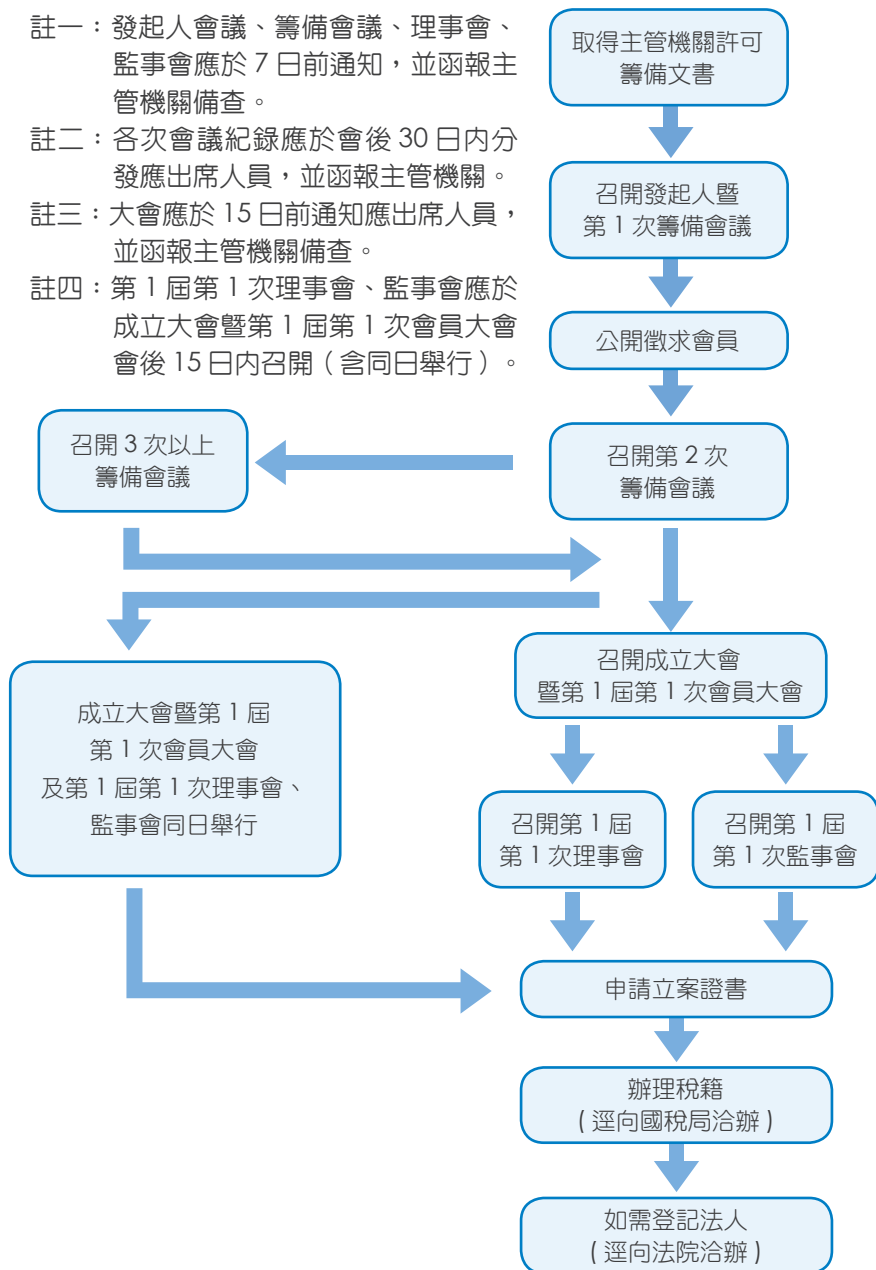 註一：發起人會議、籌備會議、理事會、
監事會應於 7 日前通知，並函報主
管機關備查。
註二：各次會議紀錄應於會後 30 日內分
發應出席人員，並函報主管機關。
註三：大會應於 15 日前通知應出席人員，
並函報主管機關備查。
註四：第 1 屆第 1 次理事會、監事會應於
成立大會暨第 1 屆第 1 次會員大會
會後 15 日內召開（含同日舉行）。
取得主管機關許可
籌備文書
召開發起人暨
第 1 次籌備會議
公開徵求會員
召開 3 次以上
籌備會議
召開第 2 次
籌備會議
召開成立大會
暨第 1 屆第 1 次會員大會
成立大會暨第 1 屆
第 1 次會員大會
及第 1 屆第 1 次理事會、
監事會同日舉行
召開第 1 屆
第 1 次理事會
召開第 1 屆
第 1 次監事會
申請立案證書
辦理稅籍
( 逕向國稅局洽辦 )
如需登記法人
( 逕向法院洽辦 )